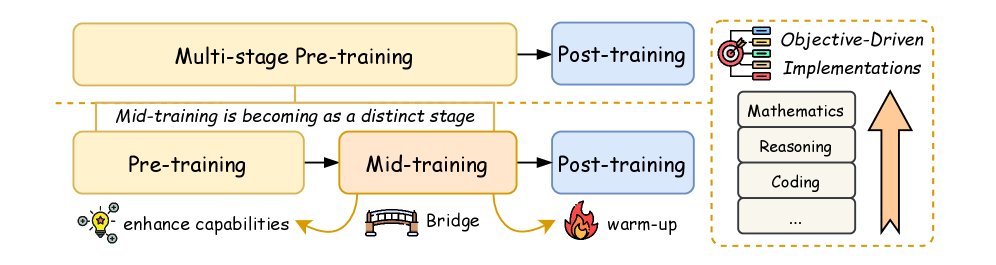 Multi-stage Pre-training
Post-training
Mid-training is becoming as a distinct stage
Pre-training
Mid-training
Post-training
enhance capabilities
Bridge
warm-up
Objective-Driven
Implementations
Mathematics
Reasoning
Coding
...